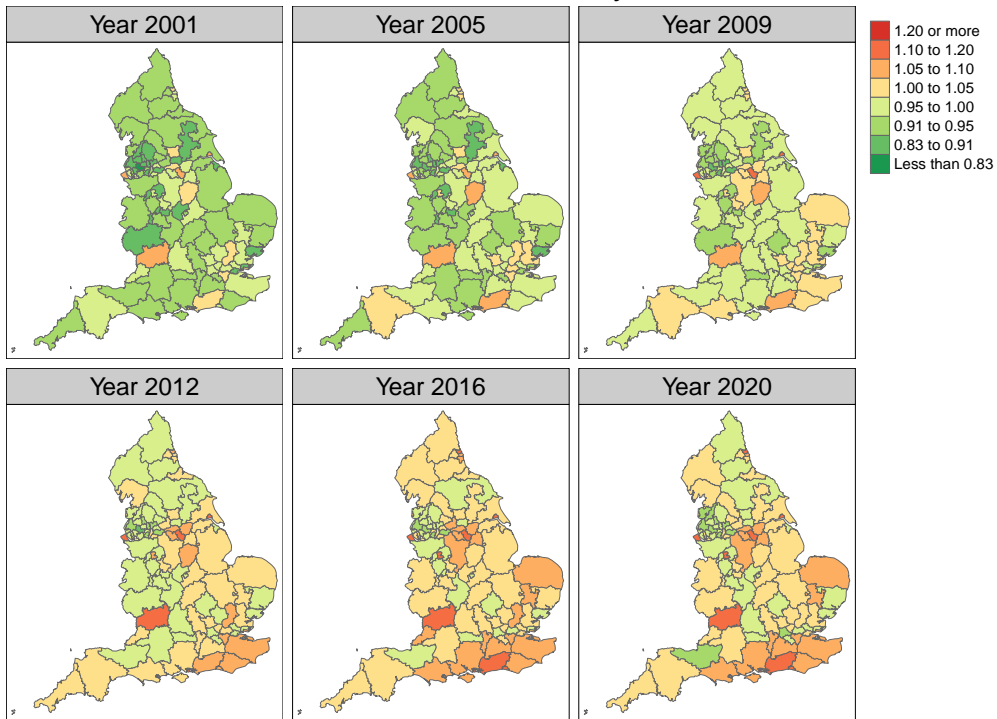 Year 2001
Year 2005
Year 2009
1.20 or more
1.10 to 1.20
1.05 to 1.10
1.00 to 1.05
0.95 to 1.00
0.91 to 0.95
0.83 to 0.91
Less than 0.83
Year 2012
Year 2016
Year 2020